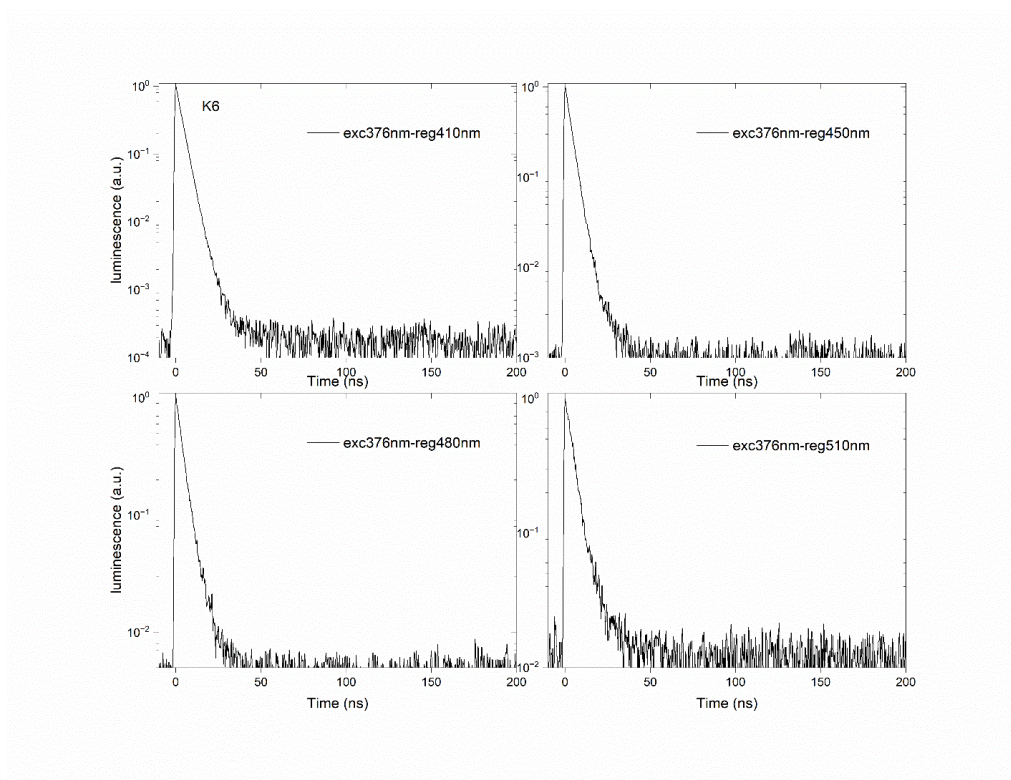 K6
exc376nm-reg410nm
luminescence (a.u.)
10⁰
10⁻¹
10⁻²
10⁻³
10⁻⁴
0 50 100 150 200
Time (ns)
exc376nm-reg450nm
10⁰
10⁻¹
10⁻²
10⁻³
0 50 100 150 200
Time (ns)
exc376nm-reg480nm
luminescence (a.u.)
10⁰
10⁻¹
10⁻²
0 50 100 150 200
Time (ns)
exc376nm-reg510nm
10⁰
10⁻¹
10⁻²
0 50 100 150 200
Time (ns)